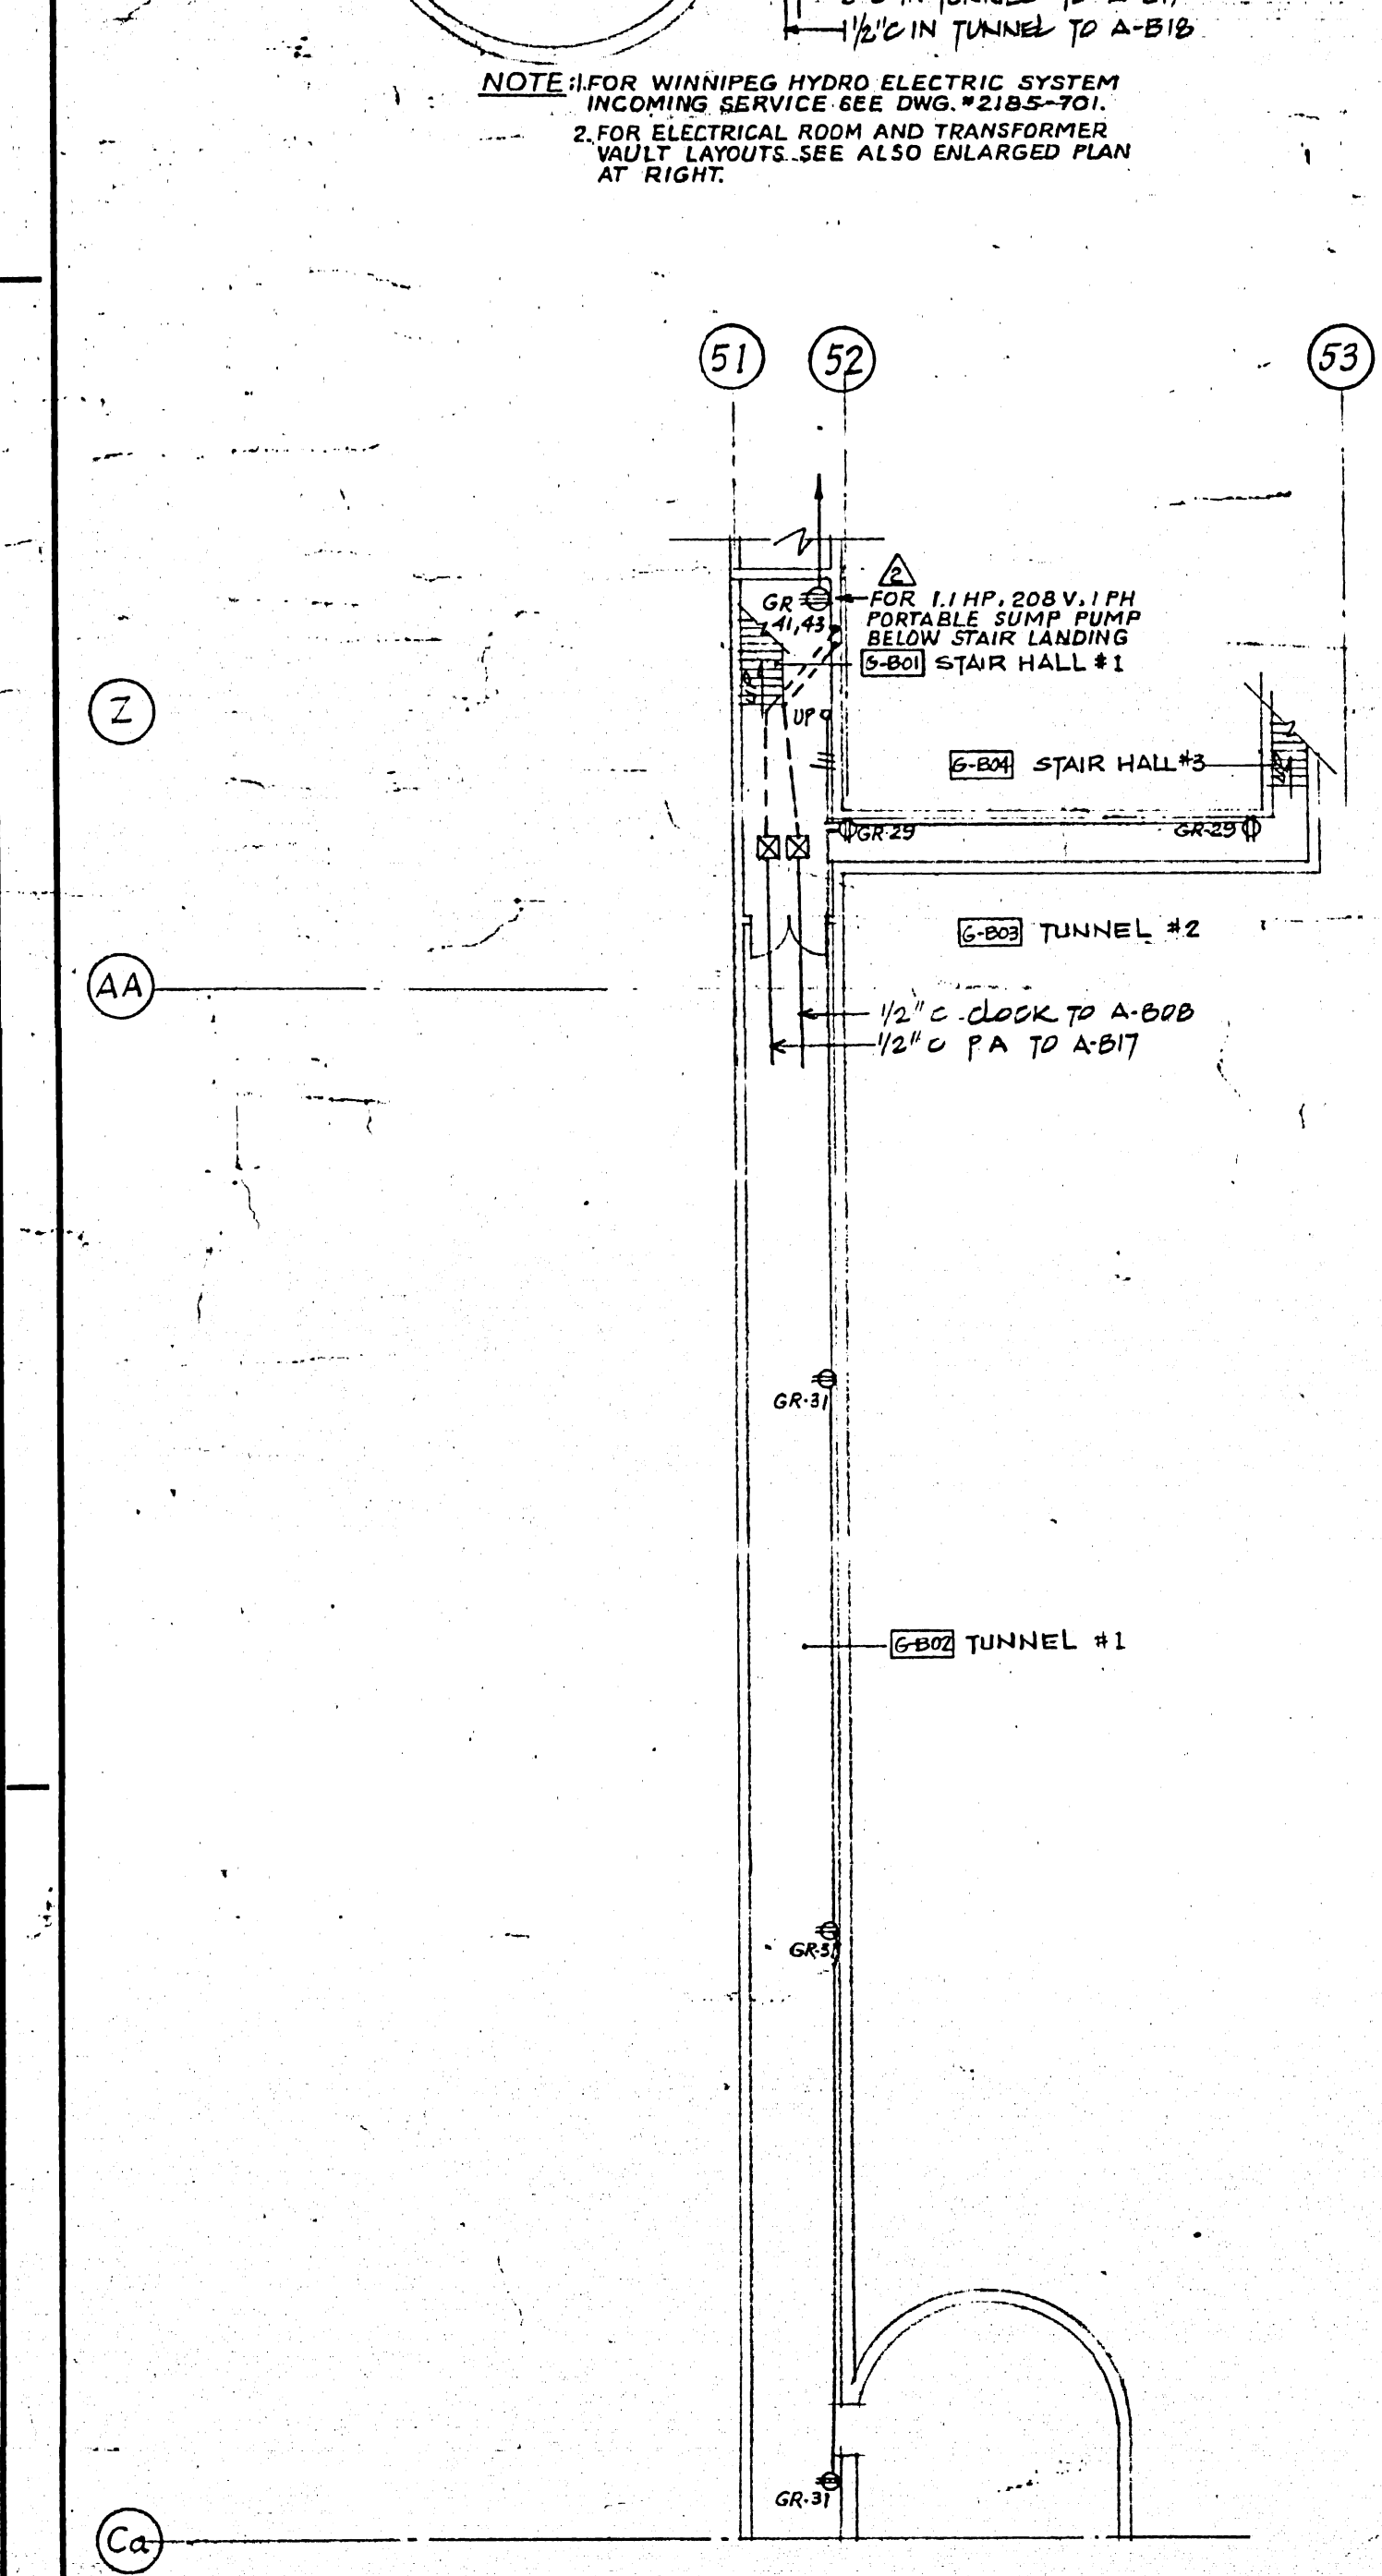 1½"C IN TUNNEL TO A-B18
NOTE: 1. FOR WINNIPEG HYDRO ELECTRIC SYSTEM
INCOMING SERVICE SEE DWG. #2185-701.
2. FOR ELECTRICAL ROOM AND TRANSFORMER
VAULT LAYOUTS SEE ALSO ENLARGED PLAN
AT RIGHT.
51
52
53
2
GR
41,43
FOR 1.1 HP. 208 V. 1 PH
PORTABLE SUMP PUMP
BELOW STAIR LANDING
G-B01 STAIR HALL #1
Z
UP
G-B04 STAIR HALL #3
GR-29
GR-29
G-B03 TUNNEL #2
AA
1/2" C CLOCK TO A-B08
1/2" C PA TO A-B17
GR-31
G-B02 TUNNEL #1
GR-31
GR-31
Ca